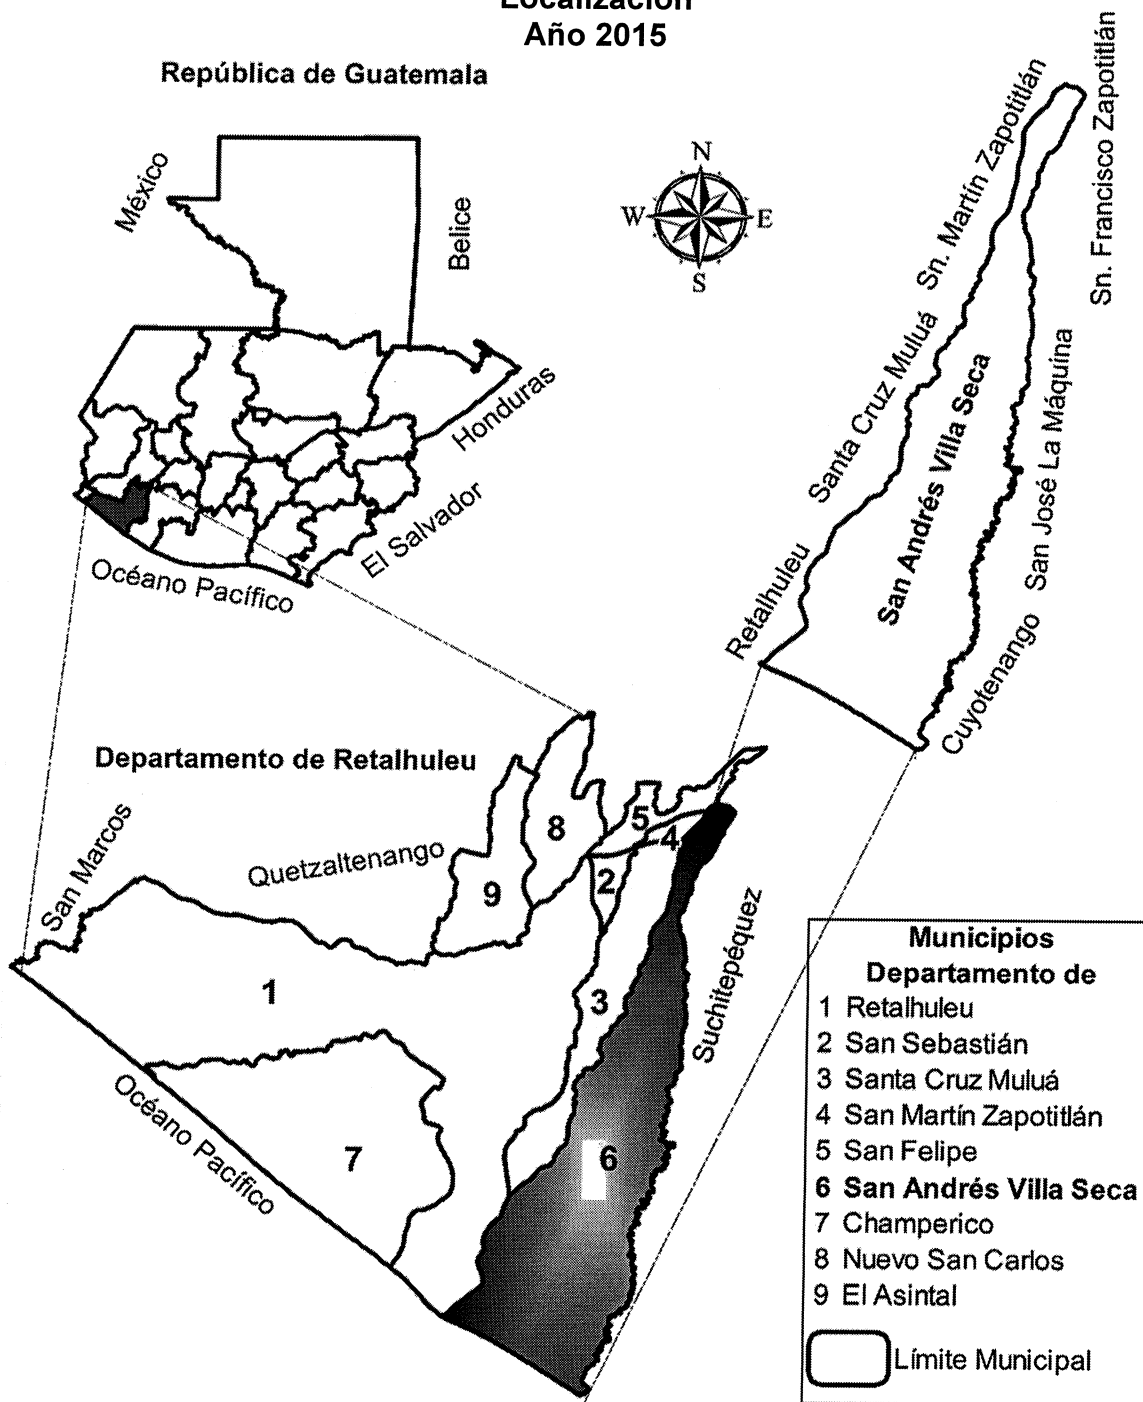 Localización
Año 2015
República de Guatemala
México
Belice
Honduras
El Salvador
Océano Pacífico
N
W
E
S
Sn. Martín Zapotitlán
Sn. Francisco Zapotitlán
Santa Cruz Muluá
San Andrés Villa Seca
San José La Máquina
Retalhuleu
Cuyotenango
Departamento de Retalhuleu
San Marcos
Quetzaltenango
Suchitepéquez
Océano Pacífico
8
5
4
9
2
1
3
7
6
Municipios
Departamento de
1 Retalhuleu
2 San Sebastián
3 Santa Cruz Muluá
4 San Martín Zapotitlán
5 San Felipe
6 San Andrés Villa Seca
7 Champerico
8 Nuevo San Carlos
9 El Asintal
Límite Municipal